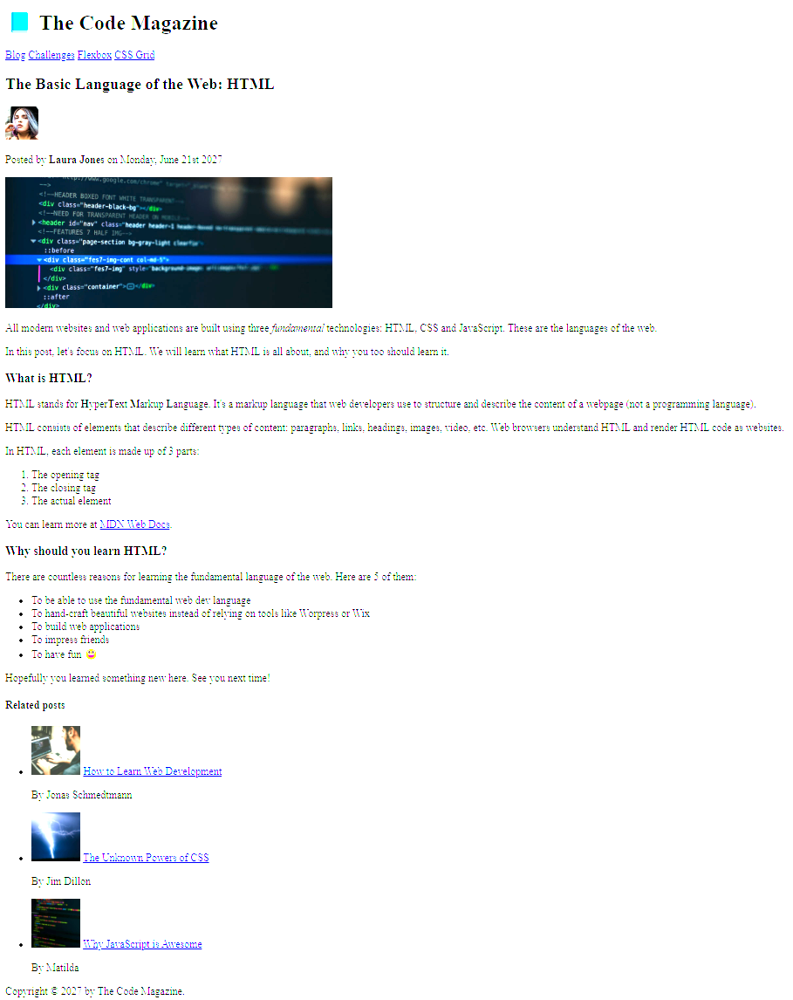 📘 The Code Magazine
Blog Challenges Flexbox CSS Grid
The Basic Language of the Web: HTML
Posted by Laura Jones on Monday, June 21st 2027
http://www.google.com/chrome" target=
-->
<!--HEADER BOXED FONT WHITE TRANSPARENT-->
<div class="header-black-bg"></div>
<!--NEED FOR TRANSPARENT HEADER ON MOBILE-->
<header id="nav" class="header header-1
<!--FEATURES 7 HALF IMG-->
<div class="page-section bg-gray-light clearfix">
::before
<div class="fes7-img-cont col-md-5">
<div class="fes7-img" style="background-image:
</div>
<div class="container"></div>
::after
</div>
All modern websites and web applications are built using three fundamental technologies: HTML, CSS and JavaScript. These are the languages of the web.
In this post, let's focus on HTML. We will learn what HTML is all about, and why you too should learn it.
What is HTML?
HTML stands for HyperText Markup Language. It's a markup language that web developers use to structure and describe the content of a webpage (not a programming language).
HTML consists of elements that describe different types of content: paragraphs, links, headings, images, video, etc. Web browsers understand HTML and render HTML code as websites.
In HTML, each element is made up of 3 parts:
1. The opening tag
2. The closing tag
3. The actual element
You can learn more at MDN Web Docs.
Why should you learn HTML?
There are countless reasons for learning the fundamental language of the web. Here are 5 of them:
• To be able to use the fundamental web dev language
• To hand-craft beautiful websites instead of relying on tools like Worpress or Wix
• To build web applications
• To impress friends
• To have fun 😃
Hopefully you learned something new here. See you next time!
Related posts
• How to Learn Web Development
By Jonas Schmedtmann
• The Unknown Powers of CSS
By Jim Dillon
• Why JavaScript is Awesome
By Matilda
Copyright © 2027 by The Code Magazine.